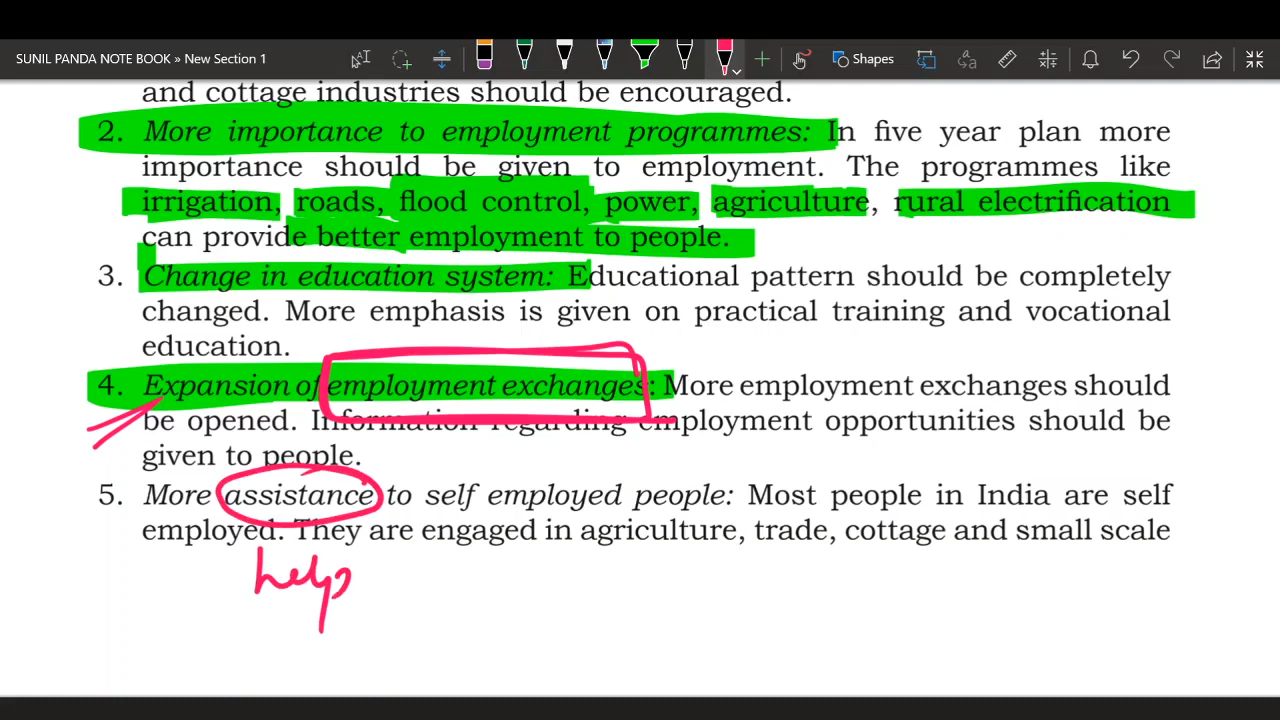 SUNIL PANDA NOTE BOOK » New Section 1
Shapes
and cottage industries should be encouraged.
2. More importance to employment programmes: In five year plan more
importance should be given to employment. The programmes like
irrigation, roads, flood control, power, agriculture, rural electrification
can provide better employment to people.
3. Change in education system: Educational pattern should be completely
changed. More emphasis is given on practical training and vocational
education.
4. Expansion of employment exchanges: More employment exchanges should
be opened. Information regarding employment opportunities should be
given to people.
5. More assistance to self employed people: Most people in India are self
employed. They are engaged in agriculture, trade, cottage and small scale
help